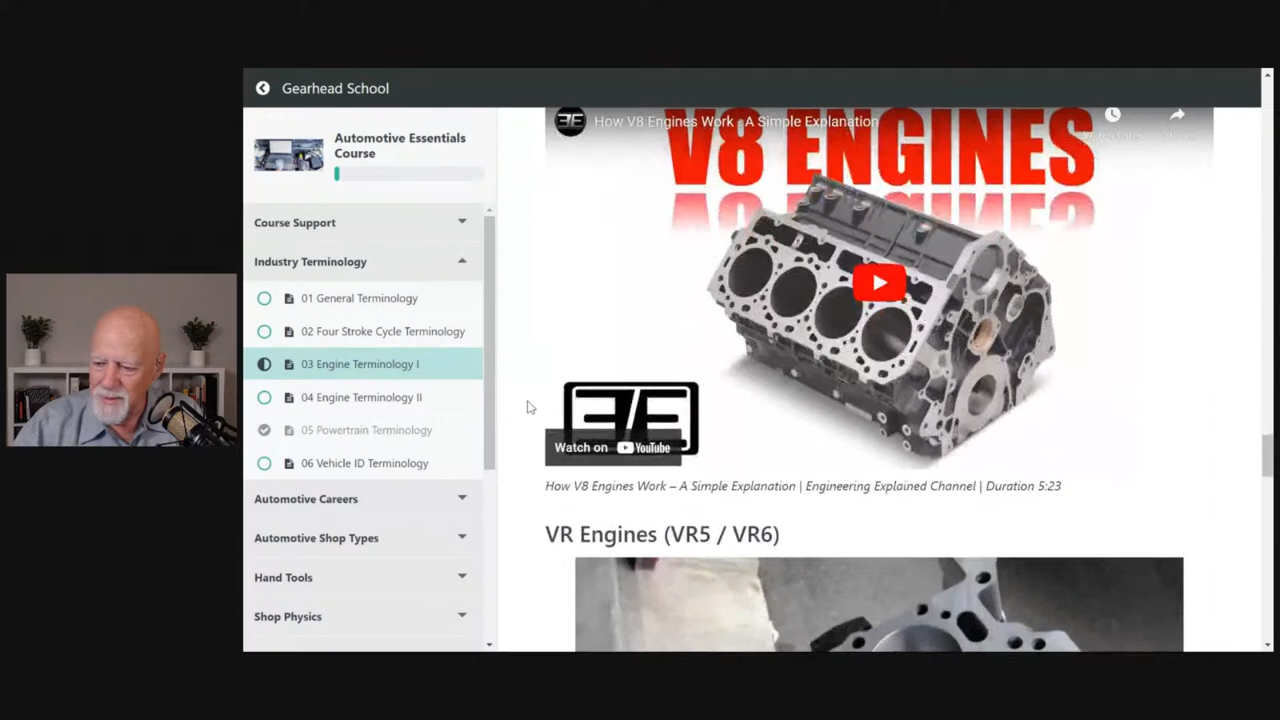 Gearhead School
Automotive Essentials
Course
Course Support
Industry Terminology
01 General Terminology
02 Four Stroke Cycle Terminology
03 Engine Terminology I
04 Engine Terminology II
05 Powertrain Terminology
06 Vehicle ID Terminology
Automotive Careers
Automotive Shop Types
Hand Tools
Shop Physics
How V8 Engines Work - A Simple Explanation
V8 ENGINES
Watch on YouTube
How V8 Engines Work – A Simple Explanation | Engineering Explained Channel | Duration 5:23
VR Engines (VR5 / VR6)